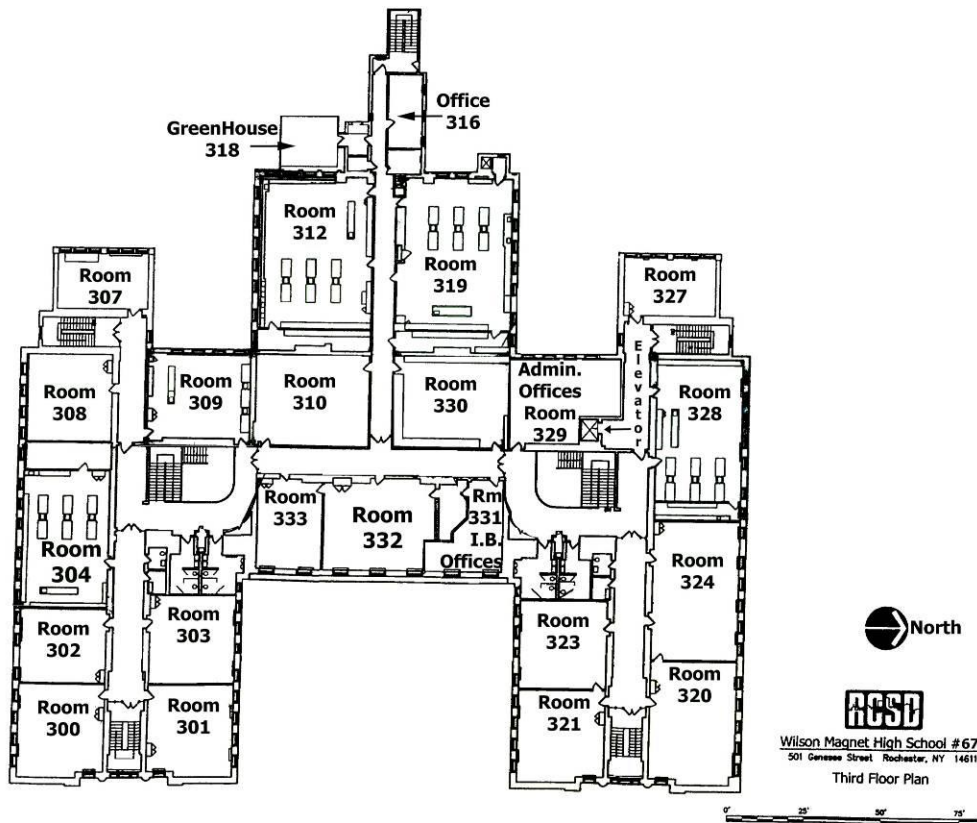 Office
316
GreenHouse
318
Room
312
Room
319
Room
307
Room
327
Room
308
Room
309
Room
310
Room
330
Admin.
Offices
Room
329
Elevator
Room
328
Room
333
Room
332
Rm
331
I.B.
Offices
Room
304
Room
324
Room
302
Room
303
Room
323
Room
320
Room
300
Room
301
Room
321
North
RCSD
Wilson Magnet High School #67
501 Genesee Street Rochester, NY 14611
Third Floor Plan
0' 25' 50' 75'